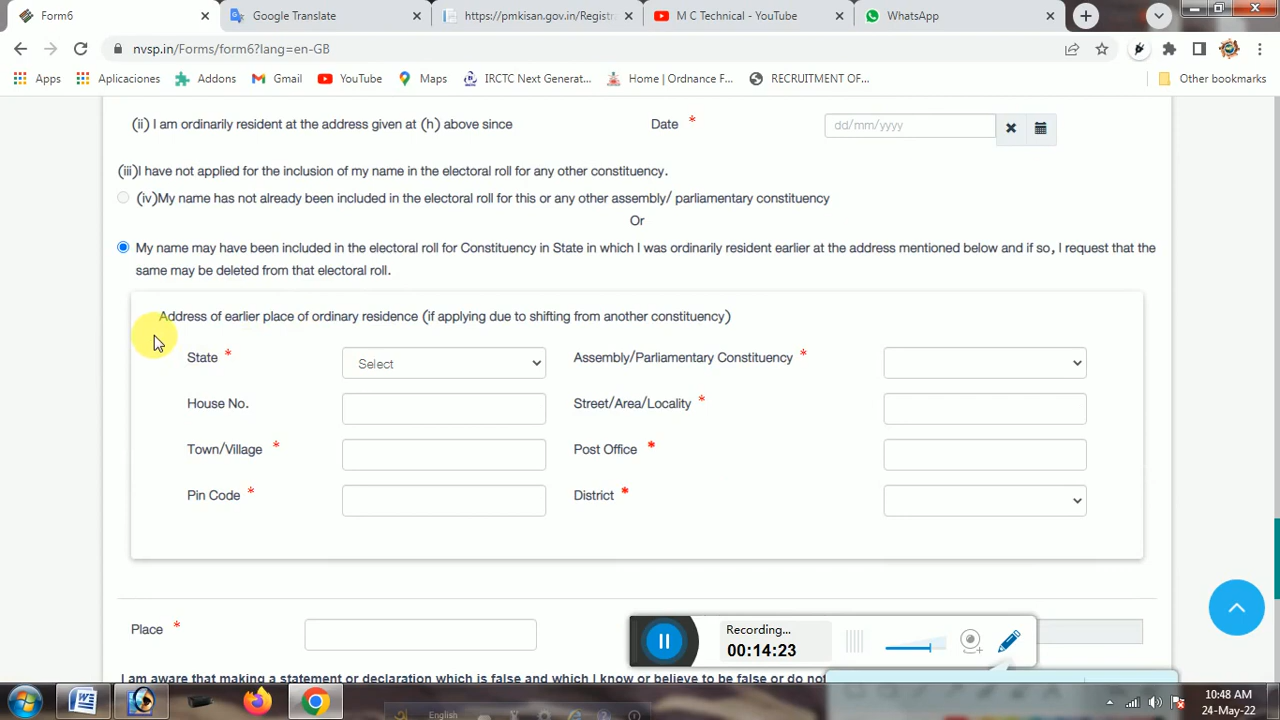 Form6
Google Translate
https://pmkisan.gov.in/Registr
M C Technical - YouTube
WhatsApp
nvsp.in/Forms/form6?lang=en-GB
Apps
Aplicaciones
Addons
Gmail
YouTube
Maps
IRCTC Next Generat...
Home | Ordnance F...
RECRUITMENT OF...
Other bookmarks
(ii) I am ordinarily resident at the address given at (h) above since Date *
dd/mm/yyyy
(iii)I have not applied for the inclusion of my name in the electoral roll for any other constituency.
(iv)My name has not already been included in the electoral roll for this or any other assembly/ parliamentary constituency
Or
My name may have been included in the electoral roll for Constituency in State in which I was ordinarily resident earlier at the address mentioned below and if so, I request that the
same may be deleted from that electoral roll.
Address of earlier place of ordinary residence (if applying due to shifting from another constituency)
State * Select Assembly/Parliamentary Constituency *
House No. Street/Area/Locality *
Town/Village * Post Office *
Pin Code * District *
Place *
Recording...
00:14:23
I am aware that making a statement or declaration which is false and which I know or believe to be false or do not
English
10:48 AM
24-May-22